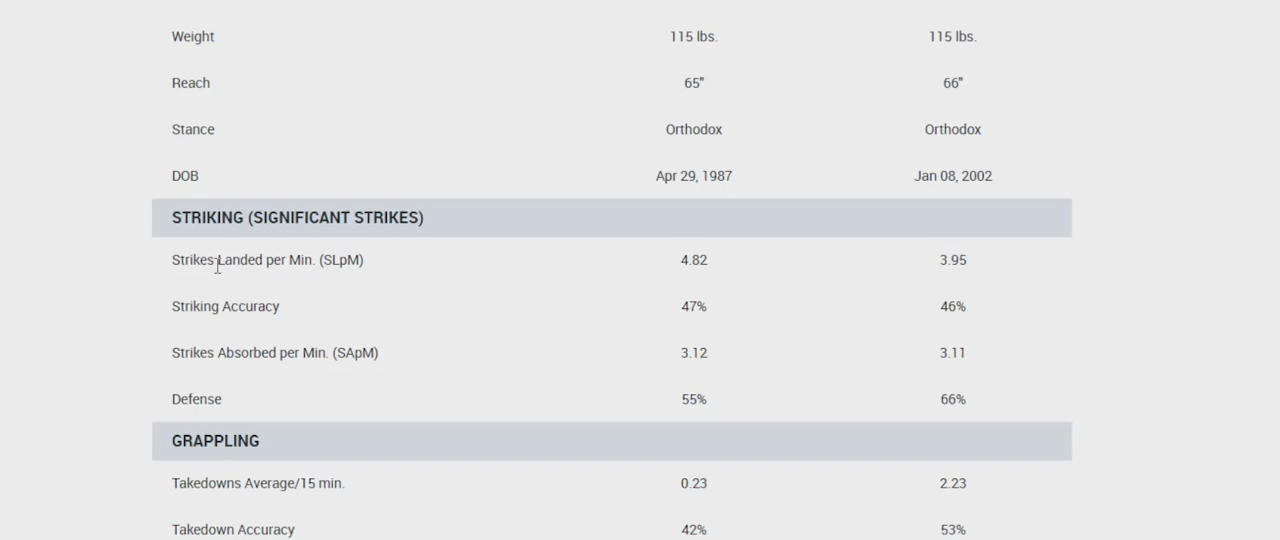 Weight 115 lbs. 115 lbs.
Reach 65" 66"
Stance Orthodox Orthodox
DOB Apr 29, 1987 Jan 08, 2002
STRIKING (SIGNIFICANT STRIKES)
Strikes Landed per Min. (SLpM) 4.82 3.95
Striking Accuracy 47% 46%
Strikes Absorbed per Min. (SApM) 3.12 3.11
Defense 55% 66%
GRAPPLING
Takedowns Average/15 min. 0.23 2.23
Takedown Accuracy 42% 53%